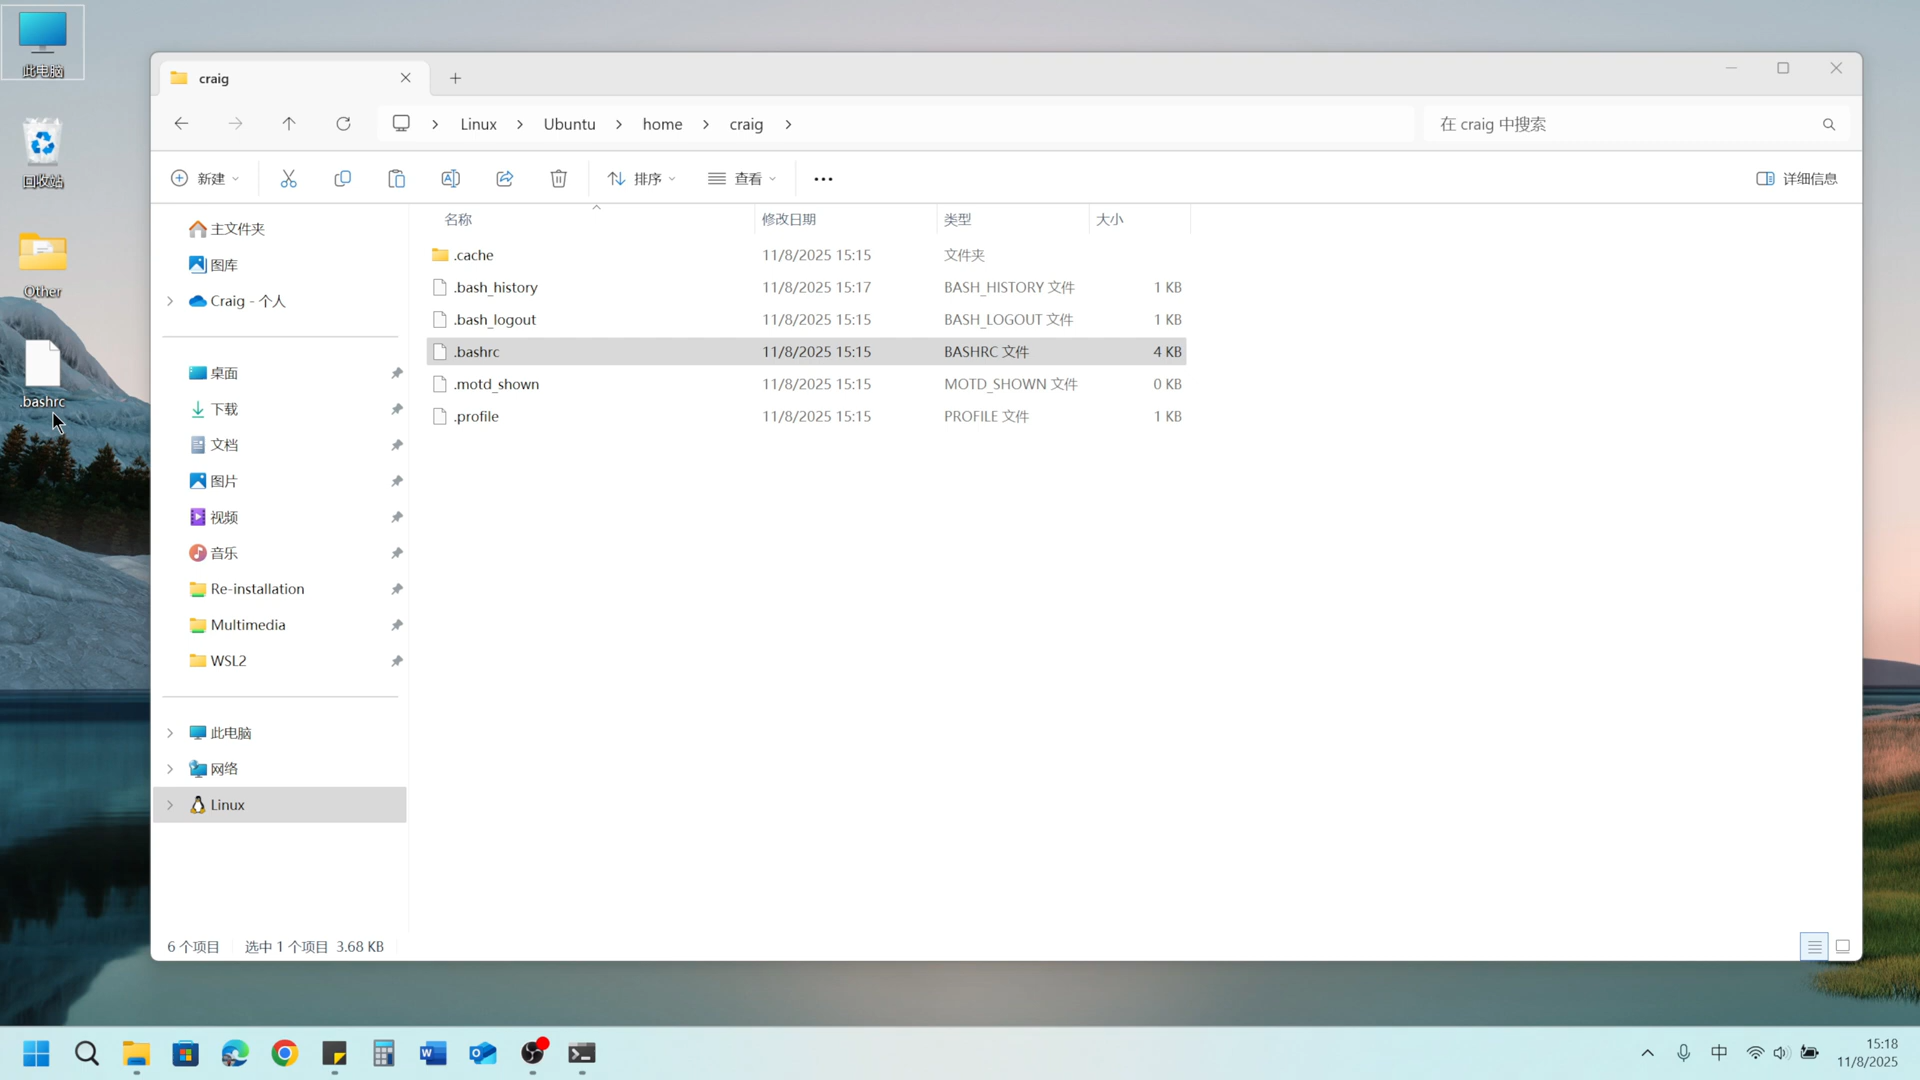 此电脑
回收站
Other
.bashrc
craig
Linux
Ubuntu
home
craig
在 craig 中搜索
新建
排序
查看
详细信息
主文件夹
图库
Craig - 个人
桌面
下载
文档
图片
视频
音乐
Re-installation
Multimedia
WSL2
此电脑
网络
Linux
名称 修改日期 类型 大小
.cache 11/8/2025 15:15 文件夹
.bash_history 11/8/2025 15:17 BASH_HISTORY 文件 1 KB
.bash_logout 11/8/2025 15:15 BASH_LOGOUT 文件 1 KB
.bashrc 11/8/2025 15:15 BASHRC 文件 4 KB
.motd_shown 11/8/2025 15:15 MOTD_SHOWN 文件 0 KB
.profile 11/8/2025 15:15 PROFILE 文件 1 KB
6 个项目 选中 1 个项目 3.68 KB
中
15:18
11/8/2025